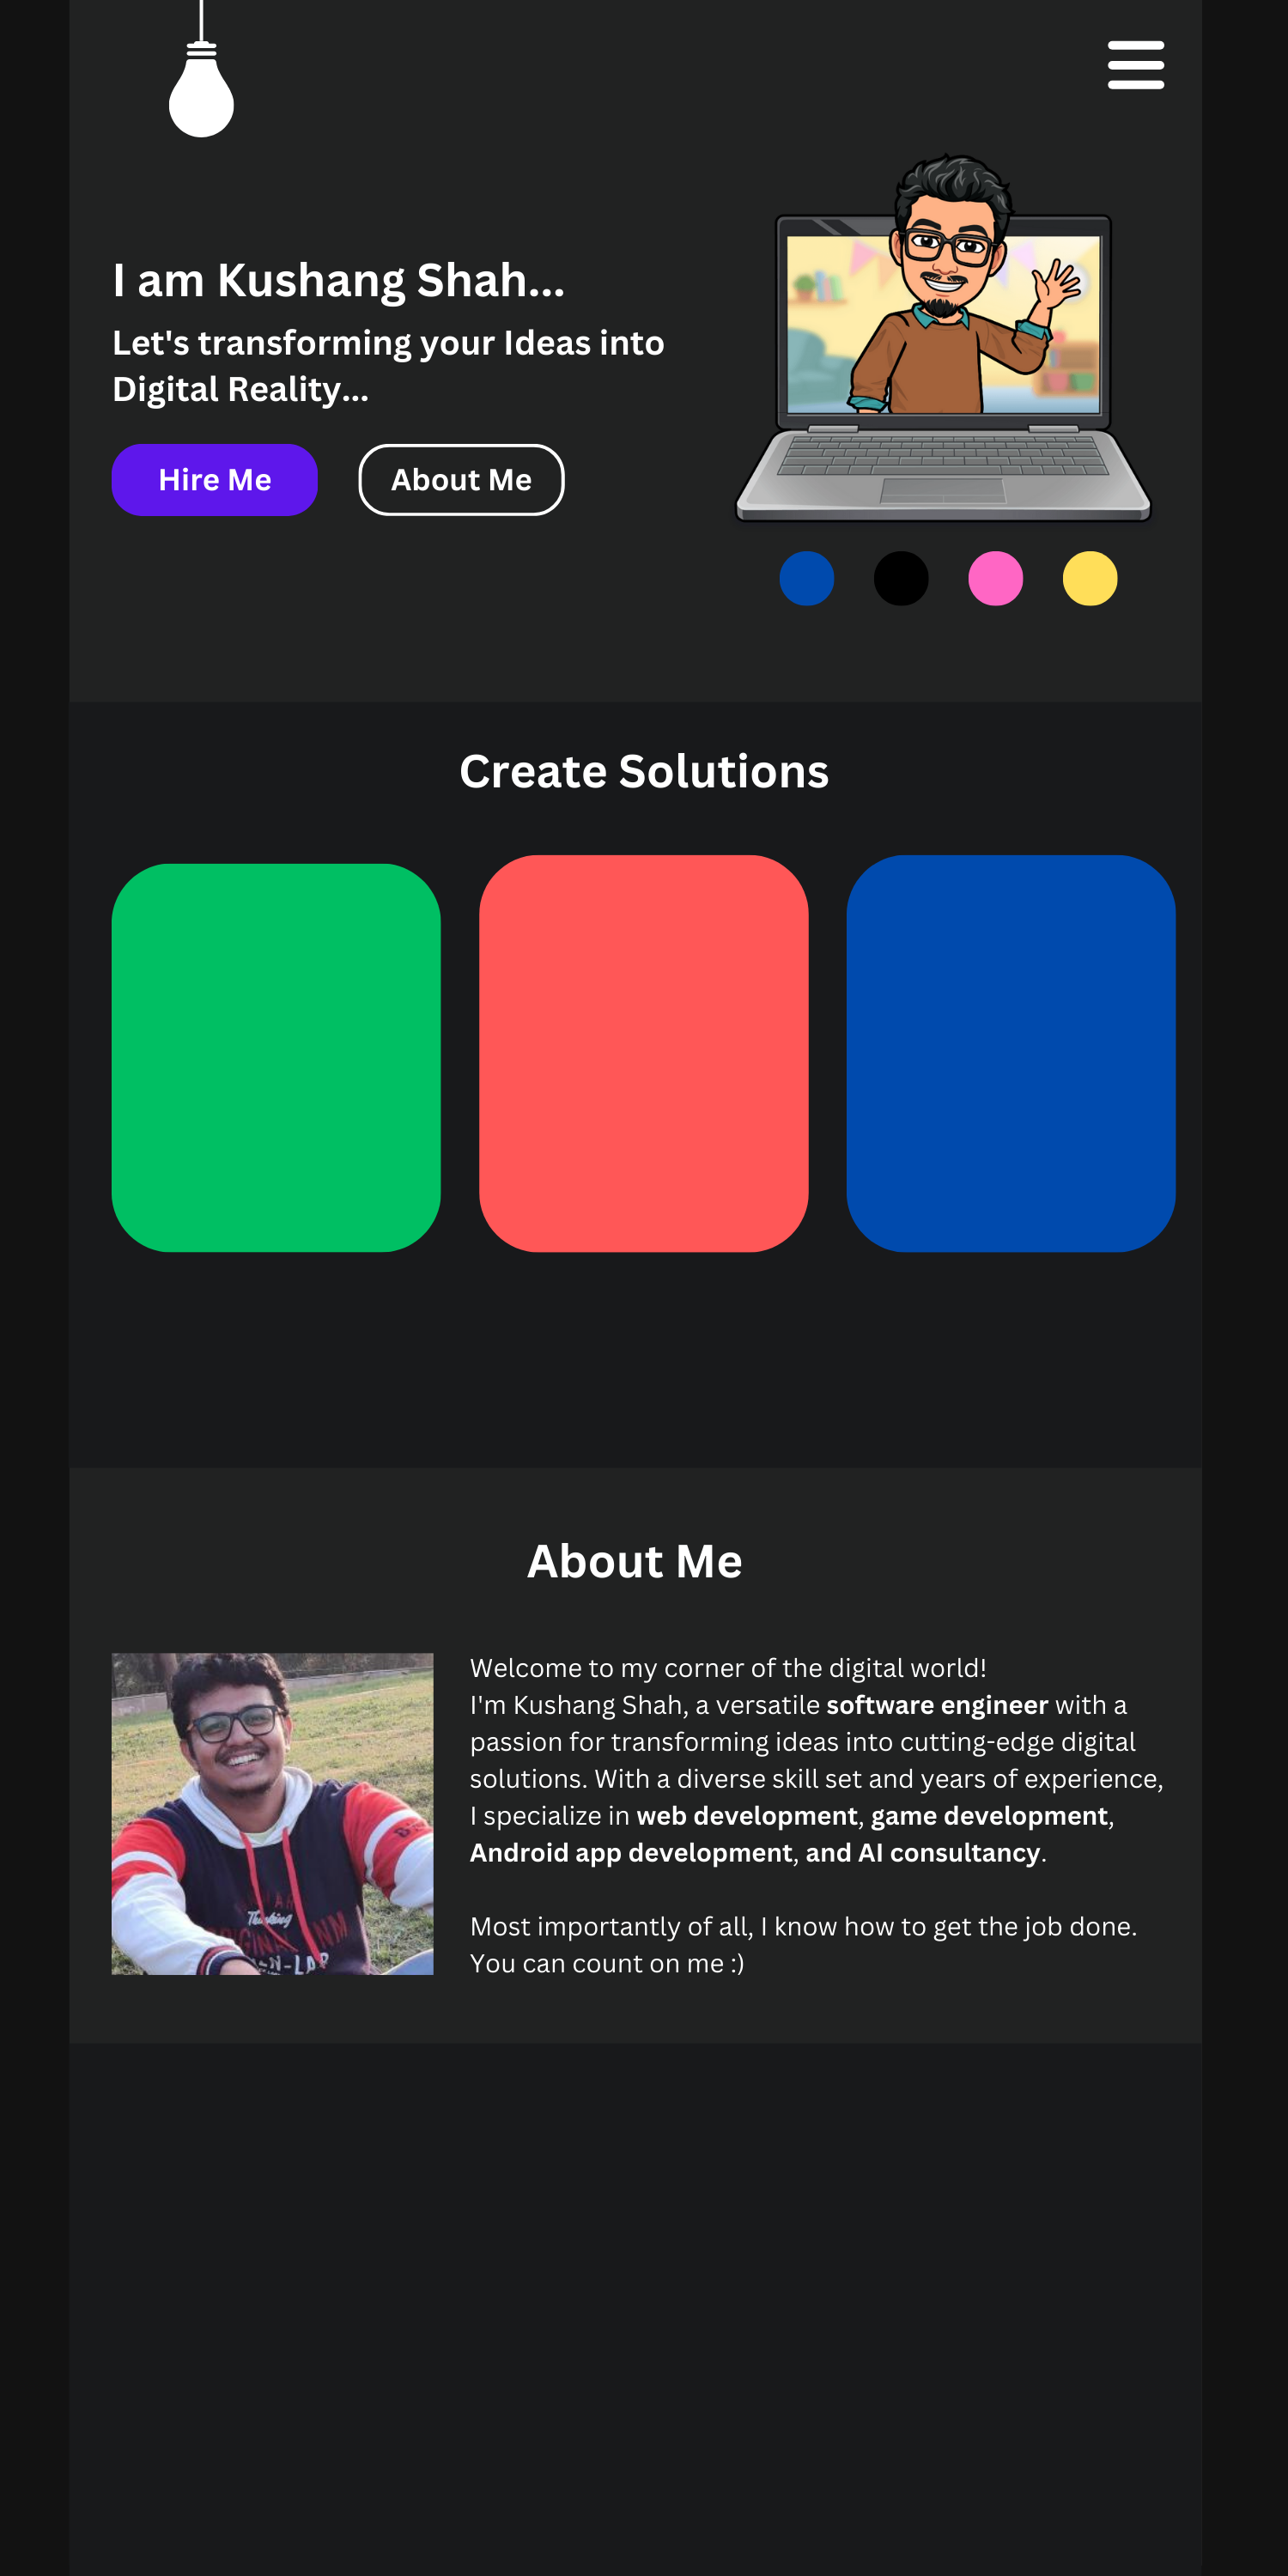 I am Kushang Shah...
Let's transforming your Ideas into
Digital Reality...
Hire Me
About Me
Create Solutions
About Me
Welcome to my corner of the digital world!
I'm Kushang Shah, a versatile software engineer with a
passion for transforming ideas into cutting-edge digital
solutions. With a diverse skill set and years of experience,
I specialize in web development, game development,
Android app development, and AI consultancy.
Most importantly of all, I know how to get the job done.
You can count on me :)
Thinking